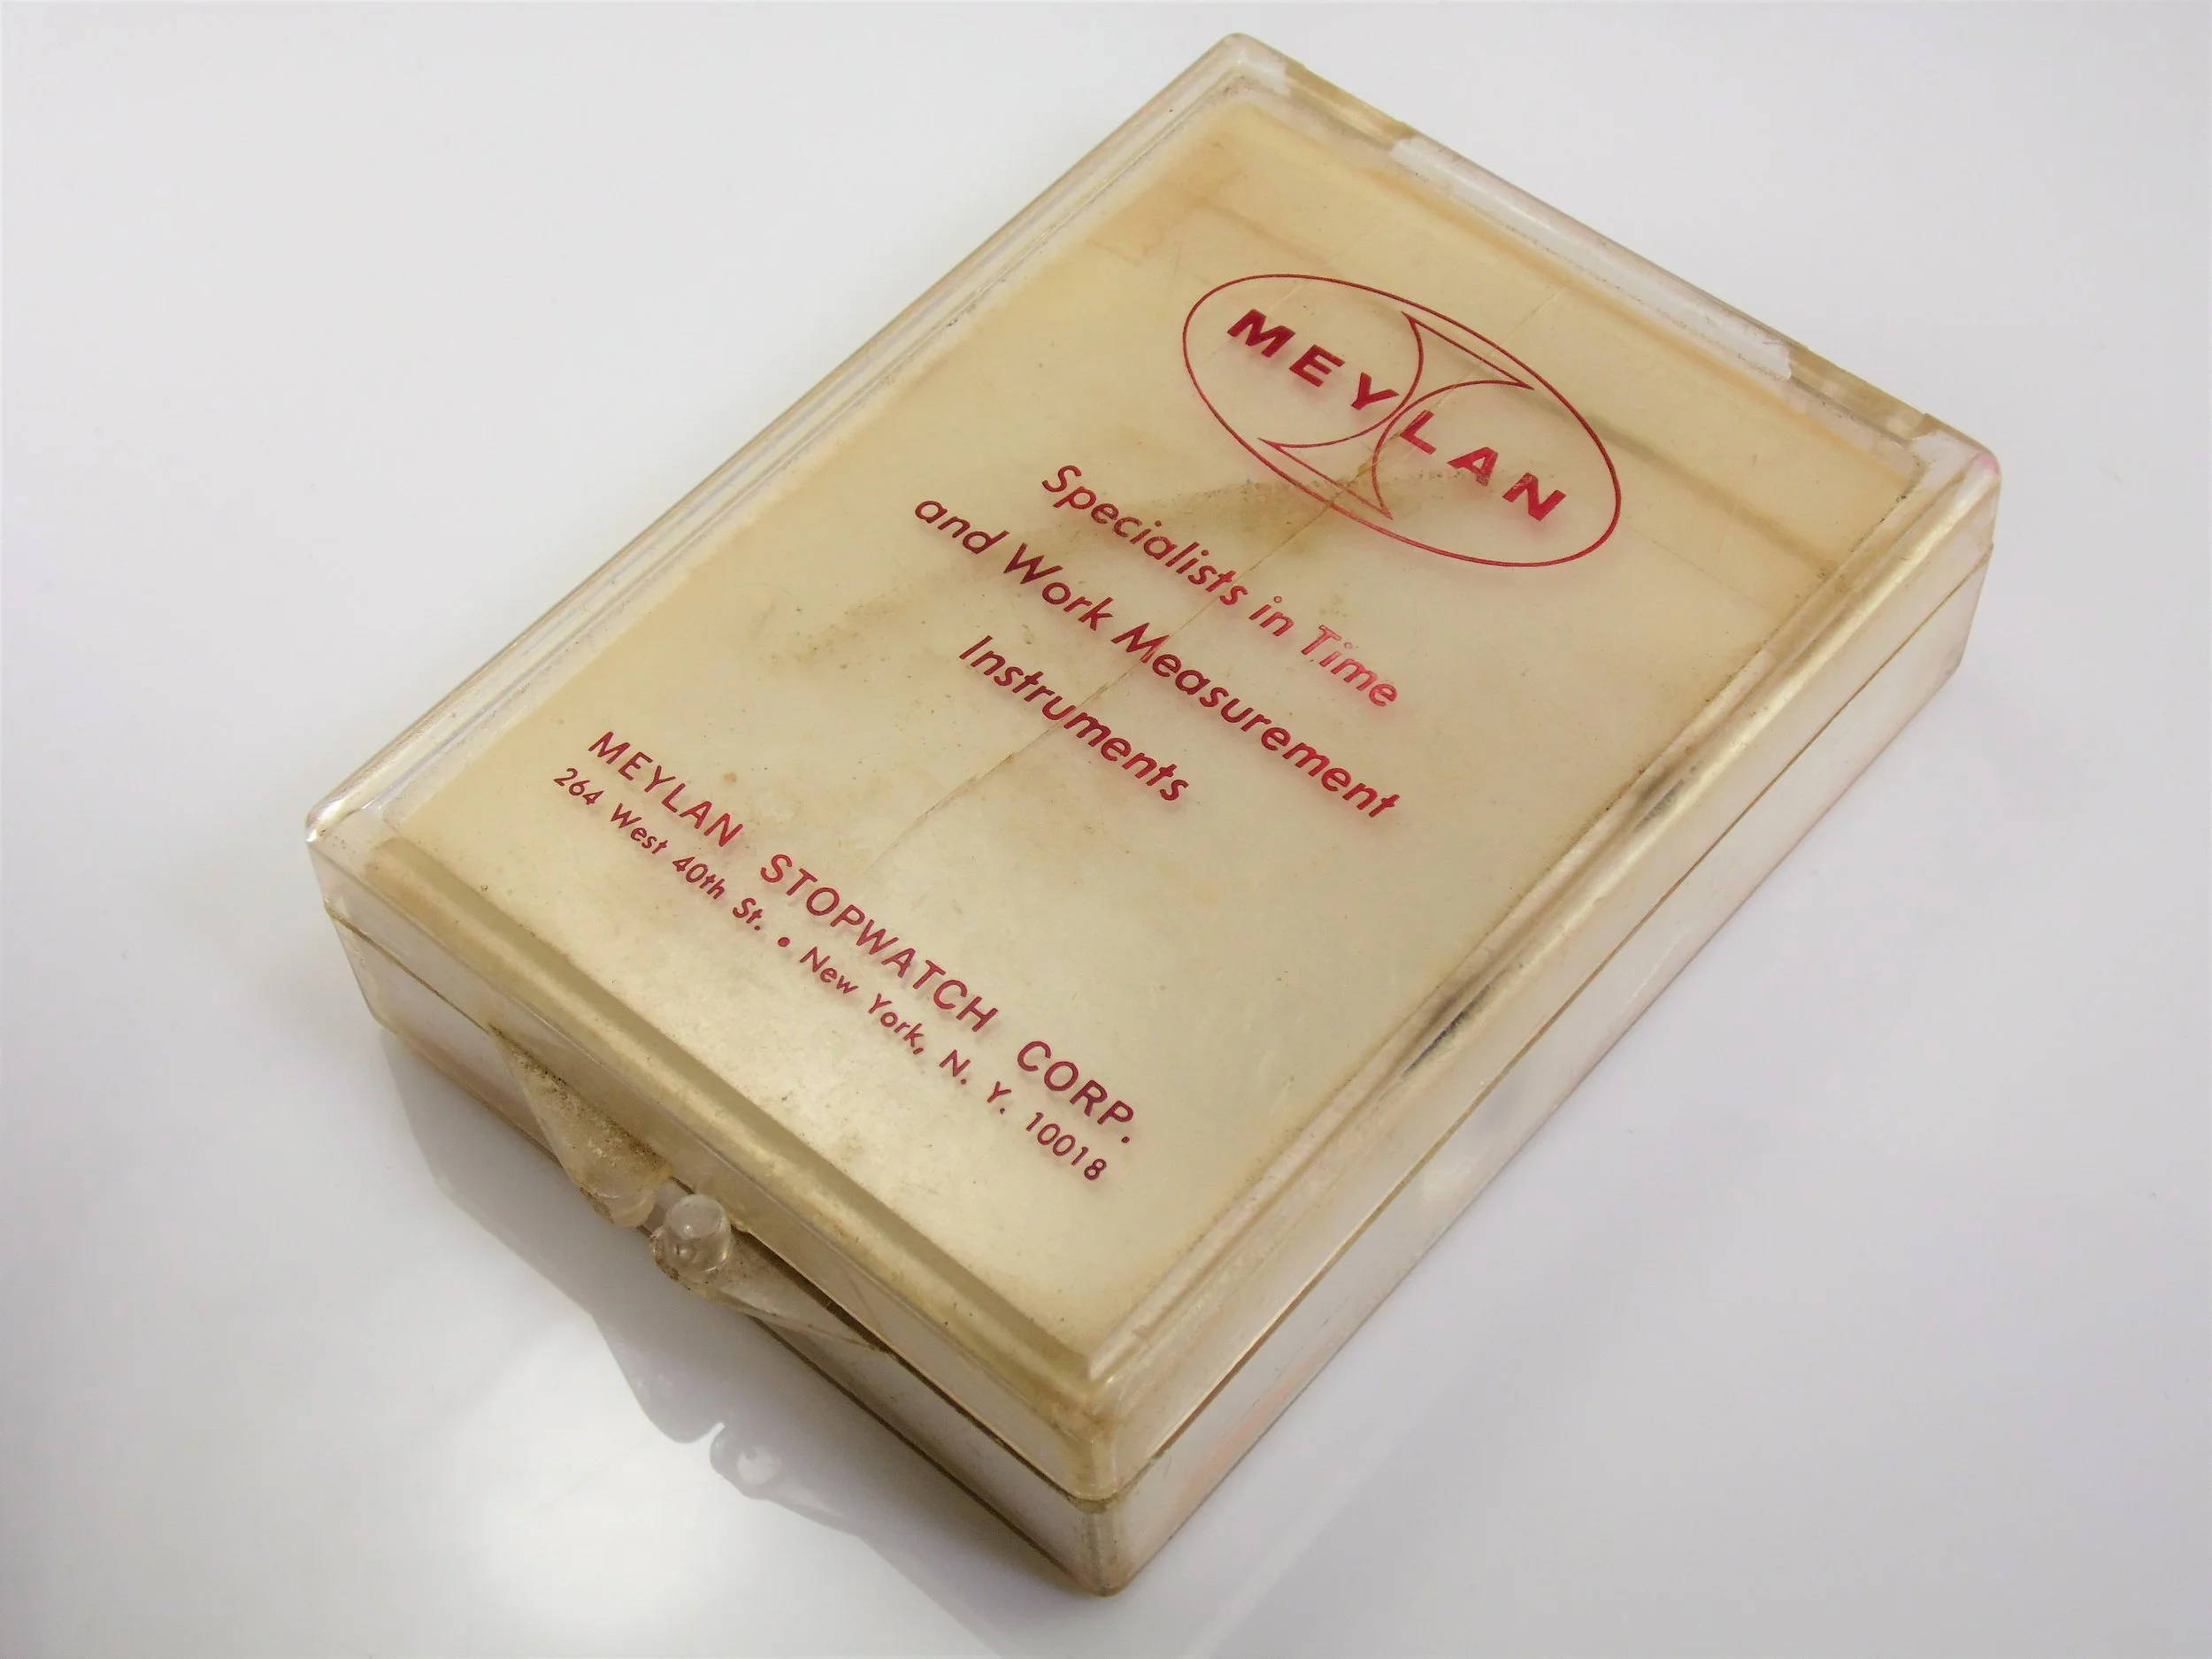 MEYLAN
Specialists in Time
and Work Measurement
Instruments
MEYLAN STOPWATCH CORP.
264 West 40th St. • New York, N. Y. 10018